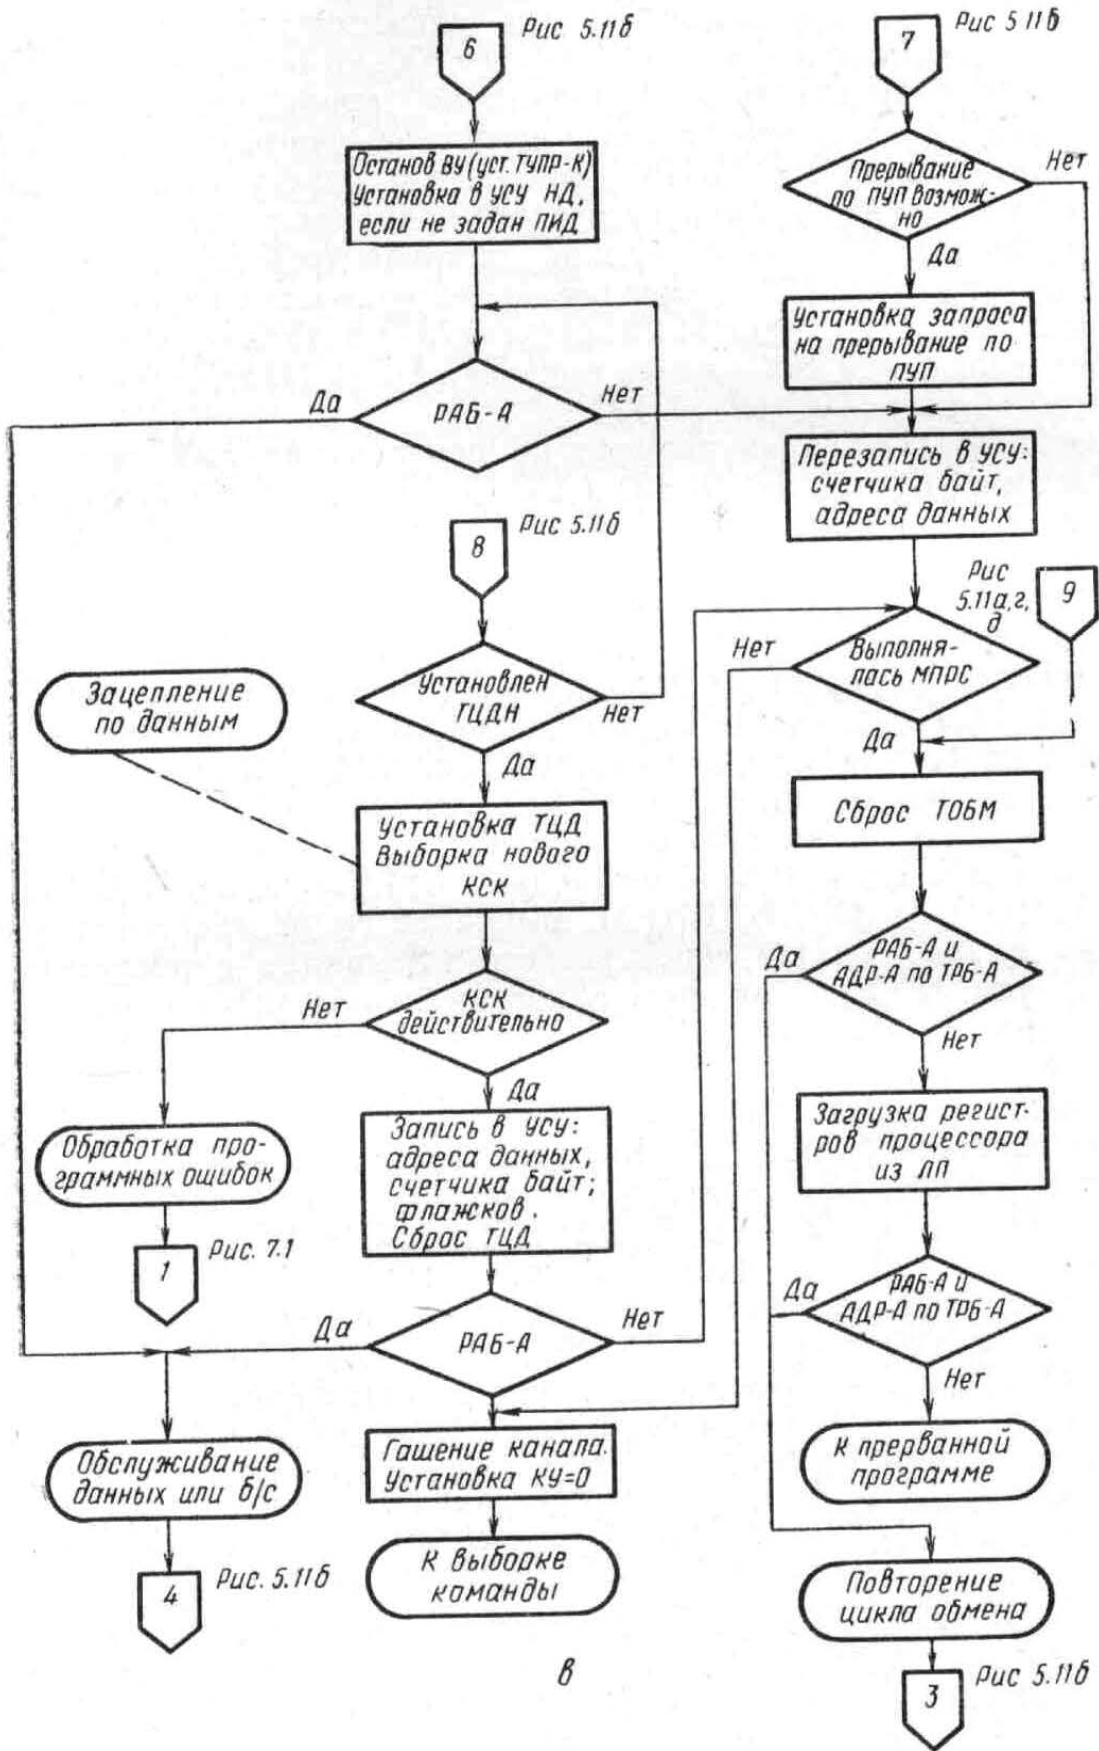 6
Рис 5.11б
Останов ВУ (уст. ТУПР-К)
Установка в УСУ НД,
если не задан ПИД
РАБ-А
Да
Нет
8
Рис 5.11б
Установлен
ТЦДН
Нет
Да
Зацепление
по данным
Установка ТЦД
Выборка нового
КСК
КСК
действительно
Нет
Да
Обработка про-
граммных ошибок
1
Рис. 7.1
Запись в УСУ:
адреса данных,
счетчика байт;
флажков.
Сброс ТЦД
РАБ-А
Да
Нет
Обслуживание
данных или б/с
4
Рис. 5.11б
Гашение канала.
Установка КУ=0
К выборке
команды
7
Рис 5 11б
Прерывание
по ПУП возмож-
но
Нет
Да
Установка запроса
на прерывание по
ПУП
Перезапись в УСУ:
счетчика байт,
адреса данных
Рис
5.11а,г,
д
9
Выполня-
лась МПРС
Нет
Да
Сброс ТОБМ
РАБ-А и
АДР-А по ТРБ-А
Да
Нет
Загрузка регист-
ров процессора
из ЛП
РАБ-А и
АДР-А по ТРБ-А
Да
Нет
К прерванной
программе
Повторение
цикла обмена
3
Рис 5.11б
в